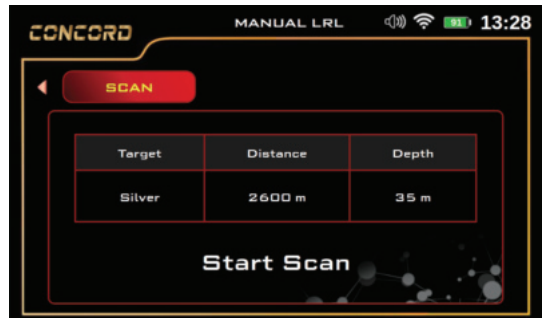 CONCORD MANUAL LRL 91 13:28
SCAN
Target Distance Depth
Silver 2600 m 35 m
Start Scan